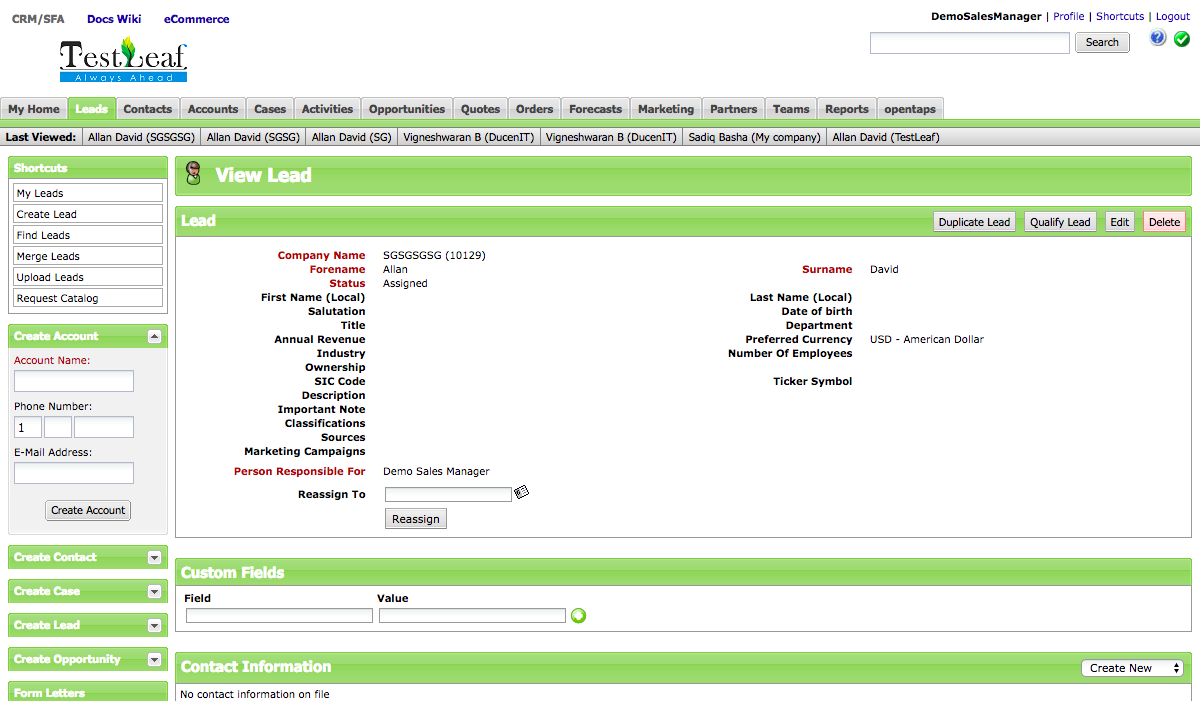 CRM/SFA Docs Wiki eCommerce
DemoSalesManager | Profile | Shortcuts | Logout
TestLeaf
Always Ahead
Search
?
My Home Leads Contacts Accounts Cases Activities Opportunities Quotes Orders Forecasts Marketing Partners Teams Reports opentaps
Last Viewed: Allan David (SGSGSG) Allan David (SGSG) Allan David (SG) Vigneshwaran B (DucenIT) Vigneshwaran B (DucenIT) Sadiq Basha (My company) Allan David (TestLeaf)
Shortcuts
My Leads
Create Lead
Find Leads
Merge Leads
Upload Leads
Request Catalog
Create Account
Account Name:
Phone Number:
1
E-Mail Address:
Create Account
Create Contact
Create Case
Create Lead
Create Opportunity
Form Letters
View Lead
Lead Duplicate Lead Qualify Lead Edit Delete
Company Name SGSGSGSG (10129)
Forename Allan Surname David
Status Assigned
First Name (Local) Last Name (Local)
Salutation Date of birth
Title Department
Annual Revenue Preferred Currency USD - American Dollar
Industry Number Of Employees
Ownership
SIC Code Ticker Symbol
Description
Important Note
Classifications
Sources
Marketing Campaigns
Person Responsible For Demo Sales Manager
Reassign To
Reassign
Custom Fields
Field Value
Contact Information Create New
No contact information on file